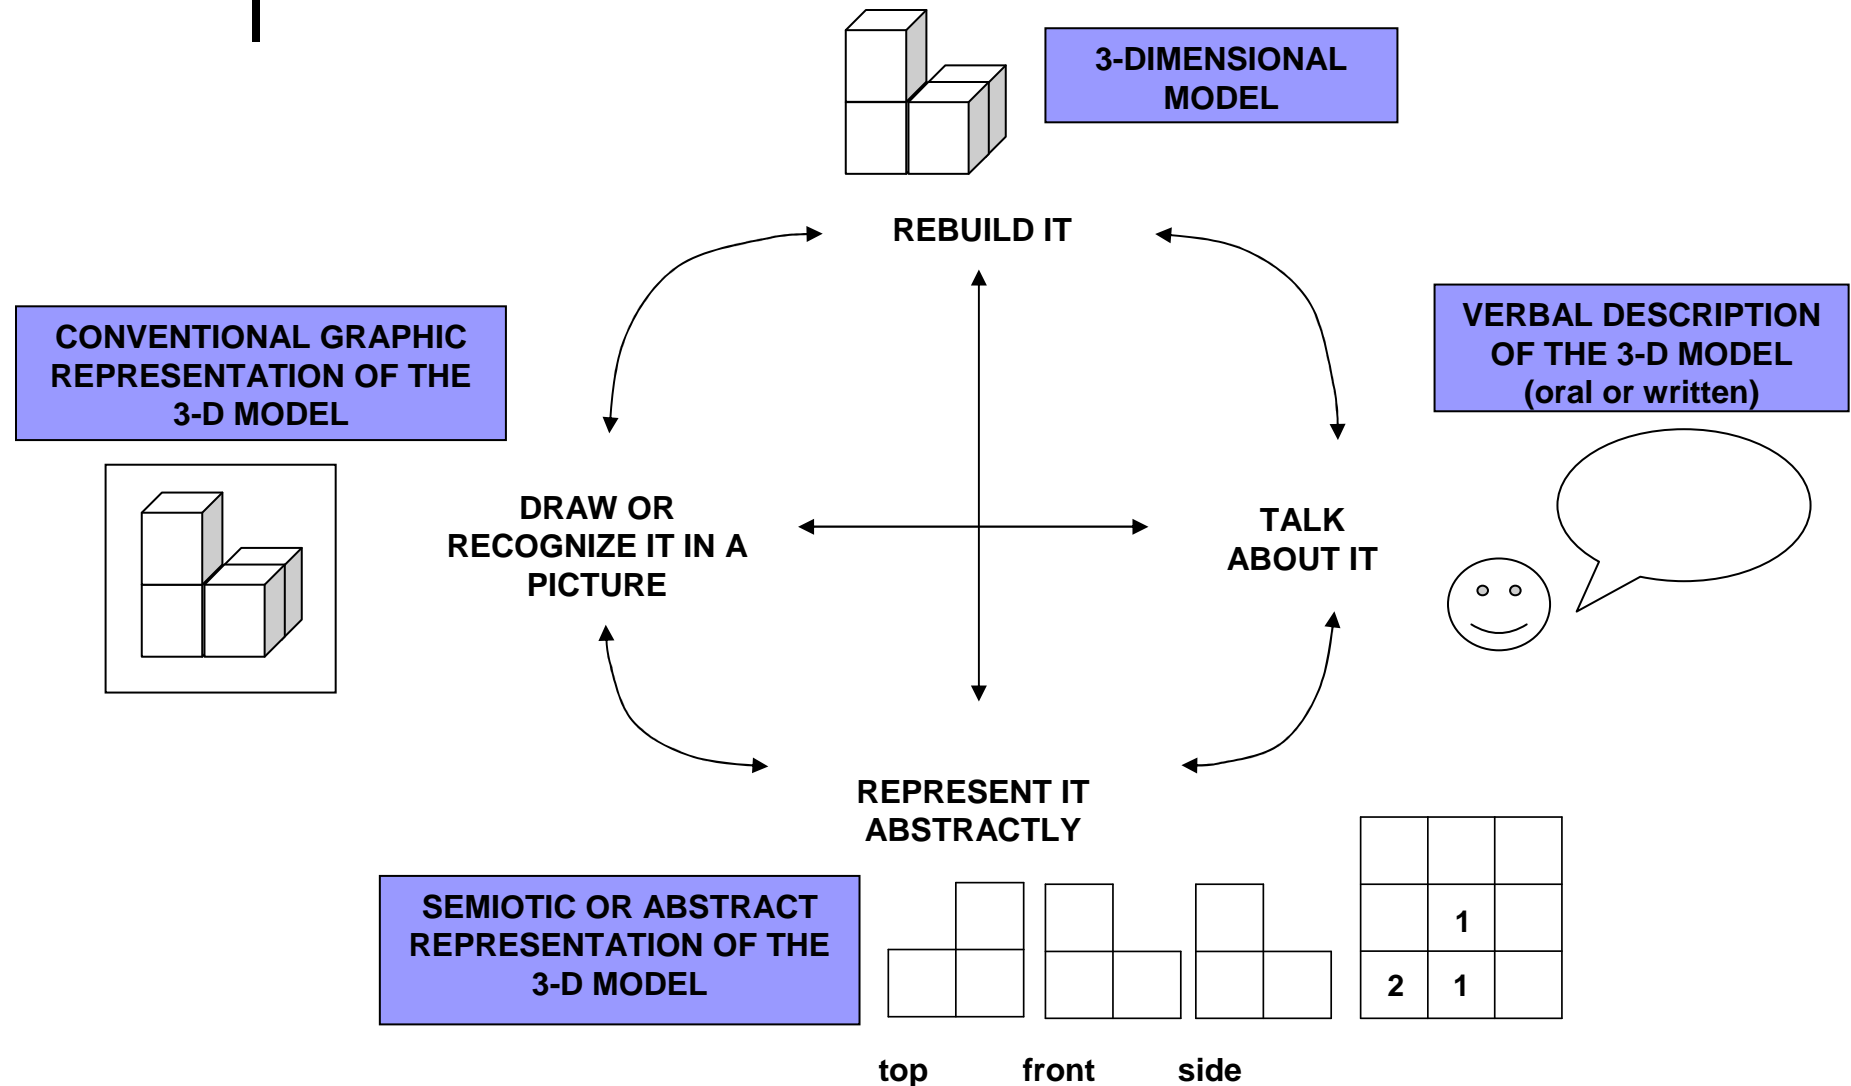 3-DIMENSIONAL
MODEL
REBUILD IT
CONVENTIONAL GRAPHIC
REPRESENTATION OF THE
3-D MODEL
VERBAL DESCRIPTION
OF THE 3-D MODEL
(oral or written)
DRAW OR
RECOGNIZE IT IN A
PICTURE
TALK
ABOUT IT
REPRESENT IT
ABSTRACTLY
SEMIOTIC OR ABSTRACT
REPRESENTATION OF THE
3-D MODEL
1
2 1
top front side